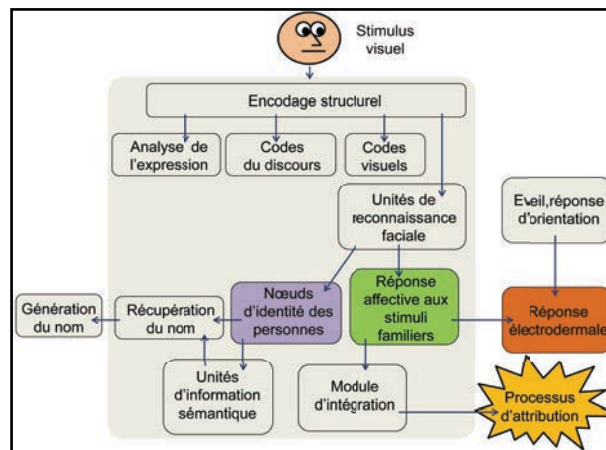 Stimulus
visuel
Encodage structurel
Analyse de
l'expression
Codes
du discours
Codes
visuels
Unités de
reconnaissance
faciale
Eveil,réponse
d'orientation
Génération
du nom
Récupération
du nom
Nœuds
d'identité des
personnes
Réponse
affective aux
stimuli
familiers
Réponse
électrodermale
Unités
d'information
sémantique
Module
d'intégration
Processus
d'attribution